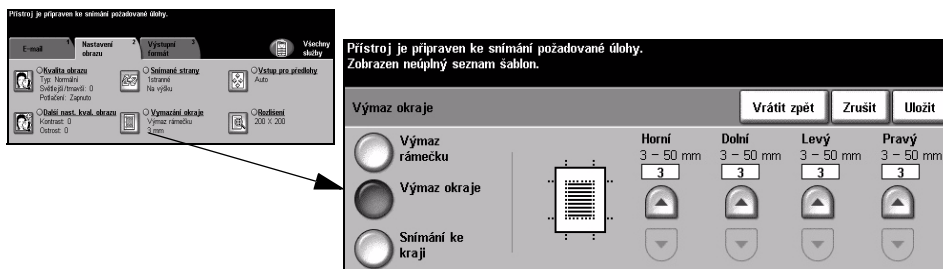 Přístroj je připraven ke snímání požadované úlohy.
E-mail 1
Nastavení obrazu 2
Výstupní formát 3
Všechny služby
Kvalita obrazu
Typ: Normální
Světlejší/tmavší: 0
Potlačení: Zapnuto
Snímané strany
1stranné
Na výšku
Vstup pro předlohy
Auto
Další nast. kval. obrazu
Kontrast: 0
Ostrost: 0
Vymazání okraje
Výmaz rámečku
3 mm
Rozlišení
200 X 200
Přístroj je připraven ke snímání požadované úlohy.
Zobrazen neúplný seznam šablon.
Výmaz okraje
Vrátit zpět
Zrušit
Uložit
Výmaz
rámečku
Výmaz okraje
Snímání ke
kraji
Horní
3 – 50 mm
3
Dolní
3 – 50 mm
3
Levý
3 – 50 mm
3
Pravý
3 – 50 mm
3